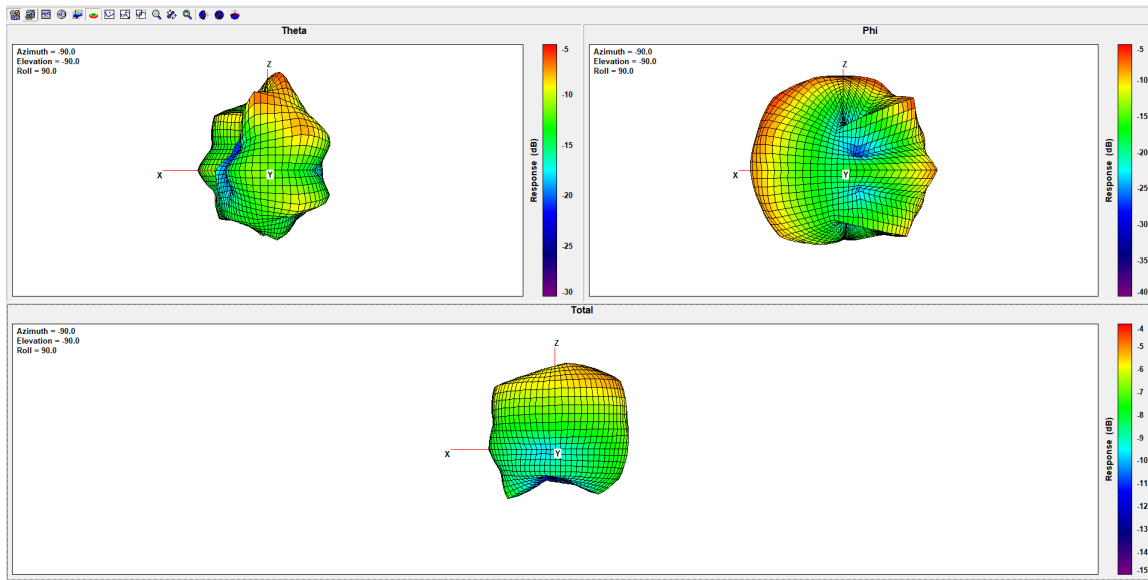 Theta
Azimuth = -90.0
Elevation = -90.0
Roll = 90.0
Z
X
Y
-5
-10
-15
-20
-25
-30
Response (dB)
Phi
Azimuth = -90.0
Elevation = -90.0
Roll = 90.0
Z
X
Y
-5
-10
-15
-20
-25
-30
-35
-40
Response (dB)
Total
Azimuth = -90.0
Elevation = -90.0
Roll = 90.0
Z
X
Y
-4
-5
-6
-7
-8
-9
-10
-11
-12
-13
-14
-15
Response (dB)